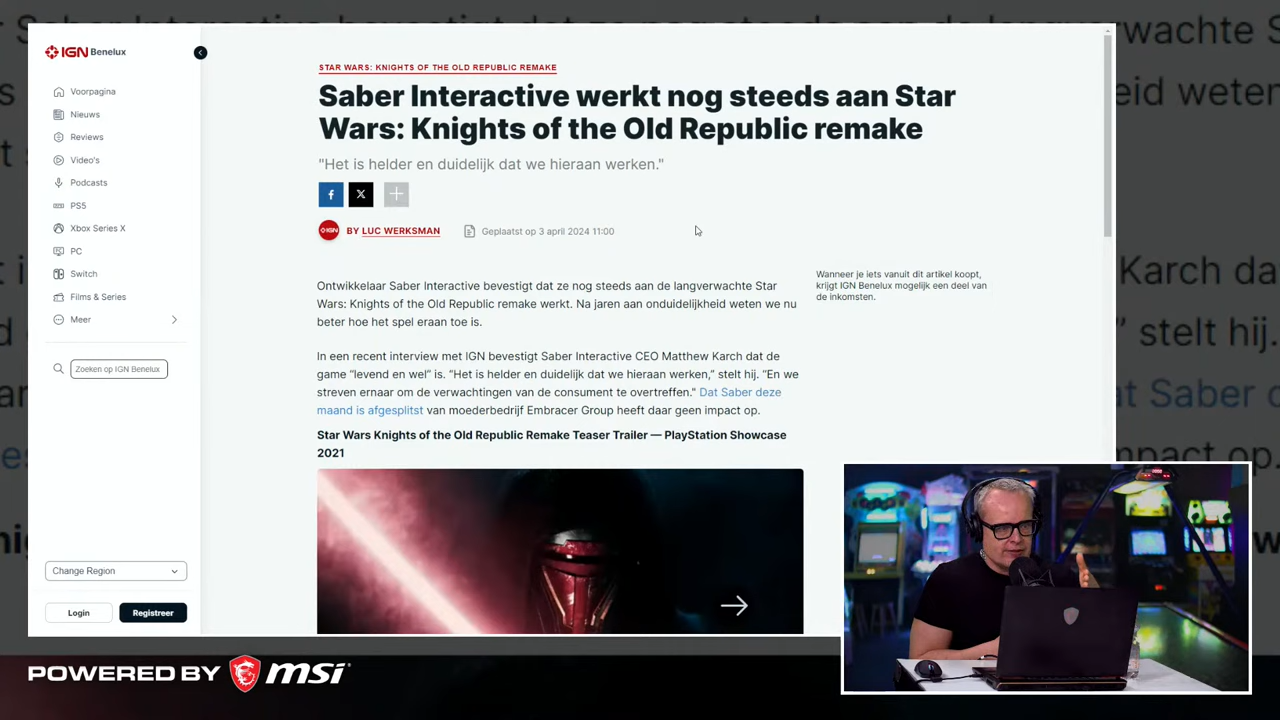 IGN Benelux
Voorpagina
Nieuws
Reviews
Video's
Podcasts
PS5
Xbox Series X
PC
Switch
Films & Series
Meer
Zoeken op IGN Benelux
Change Region
Login
Registreer
STAR WARS: KNIGHTS OF THE OLD REPUBLIC REMAKE
Saber Interactive werkt nog steeds aan Star
Wars: Knights of the Old Republic remake
"Het is helder en duidelijk dat we hieraan werken."
BY LUC WERKSMAN
Geplaatst op 3 april 2024 11:00
Ontwikkelaar Saber Interactive bevestigt dat ze nog steeds aan de langverwachte Star
Wars: Knights of the Old Republic remake werkt. Na jaren aan onduidelijkheid weten we nu
beter hoe het spel eraan toe is.
In een recent interview met IGN bevestigt Saber Interactive CEO Matthew Karch dat de
game “levend en wel” is. “Het is helder en duidelijk dat we hieraan werken,” stelt hij. “En we
streven ernaar om de verwachtingen van de consument te overtreffen." Dat Saber deze
maand is afgesplitst van moederbedrijf Embracer Group heeft daar geen impact op.
Star Wars Knights of the Old Republic Remake Teaser Trailer — PlayStation Showcase
2021
Wanneer je iets vanuit dit artikel koopt,
krijgt IGN Benelux mogelijk een deel van
de inkomsten.
POWERED BY msi